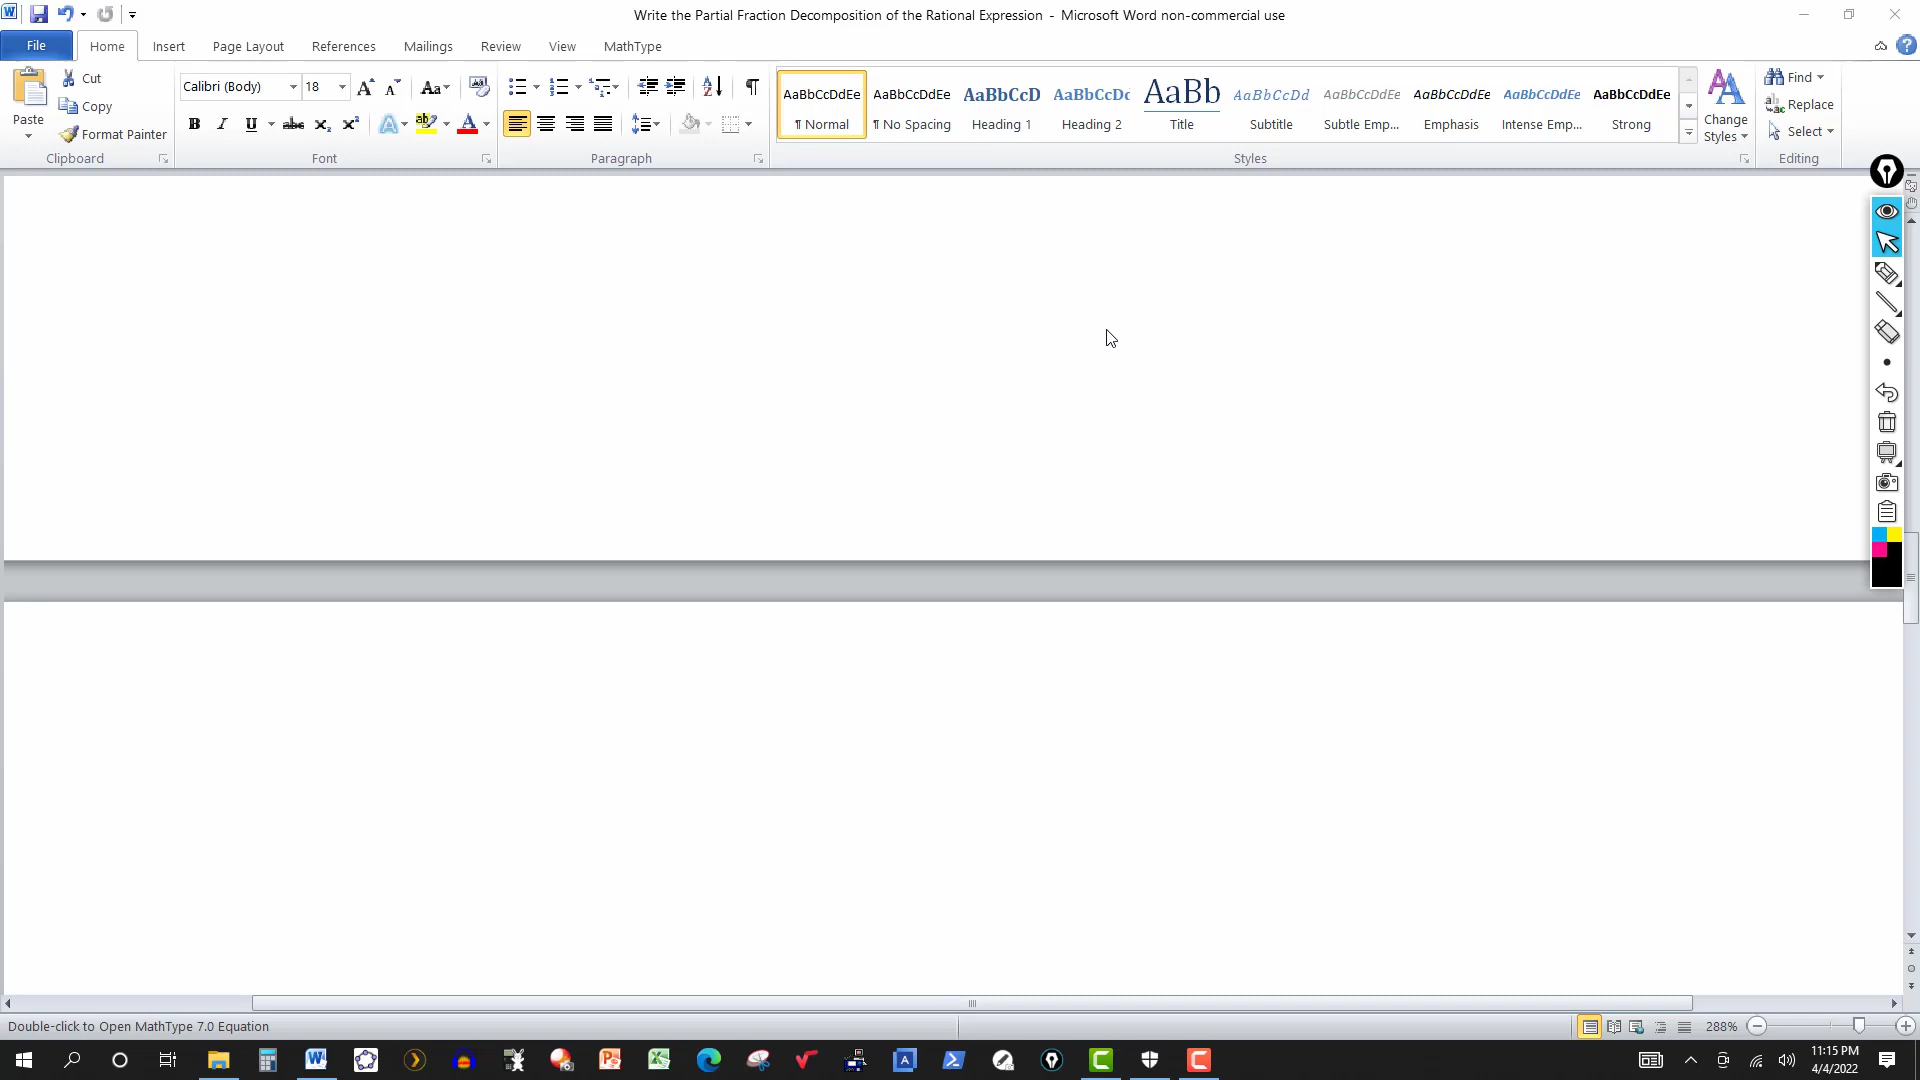 Write the Partial Fraction Decomposition of the Rational Expression - Microsoft Word non-commercial use
File Home Insert Page Layout References Mailings Review View MathType
Paste
Cut
Copy
Format Painter
Clipboard
Calibri (Body) 18
Font
Paragraph
AaBbCcDdEe AaBbCcDdEe AaBbCcD AaBbCcDc AaBb AaBbCcDd AaBbCcDdEe AaBbCcDdEe AaBbCcDdEe AaBbCcDdEe
¶ Normal ¶ No Spacing Heading 1 Heading 2 Title Subtitle Subtle Emp... Emphasis Intense Emp... Strong
Styles
Change
Styles
Find
Replace
Select
Editing
Double-click to Open MathType 7.0 Equation
288%
11:15 PM
4/4/2022